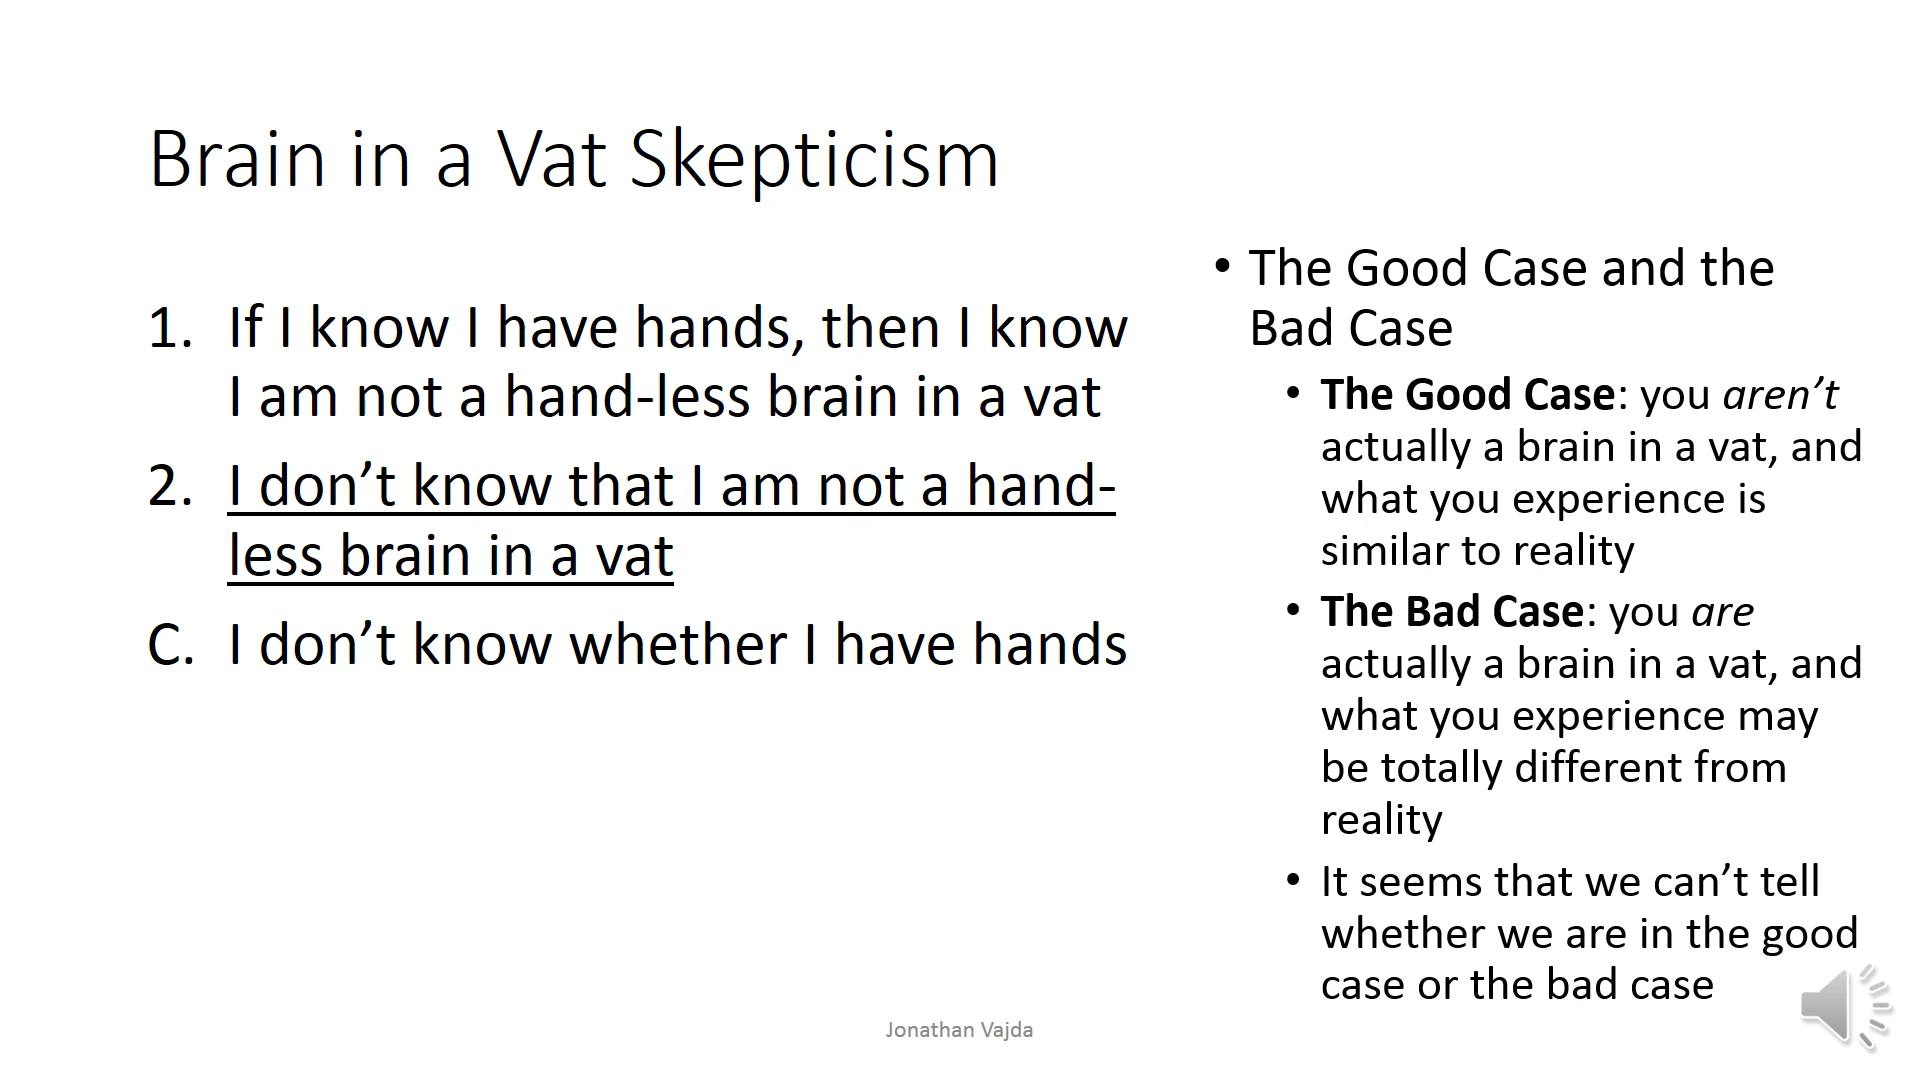 Brain in a Vat Skepticism
1. If I know I have hands, then I know
I am not a hand-less brain in a vat
2. I don’t know that I am not a hand-
less brain in a vat
C. I don’t know whether I have hands
• The Good Case and the
Bad Case
• The Good Case: you aren’t
actually a brain in a vat, and
what you experience is
similar to reality
• The Bad Case: you are
actually a brain in a vat, and
what you experience may
be totally different from
reality
• It seems that we can’t tell
whether we are in the good
case or the bad case
Jonathan Vajda